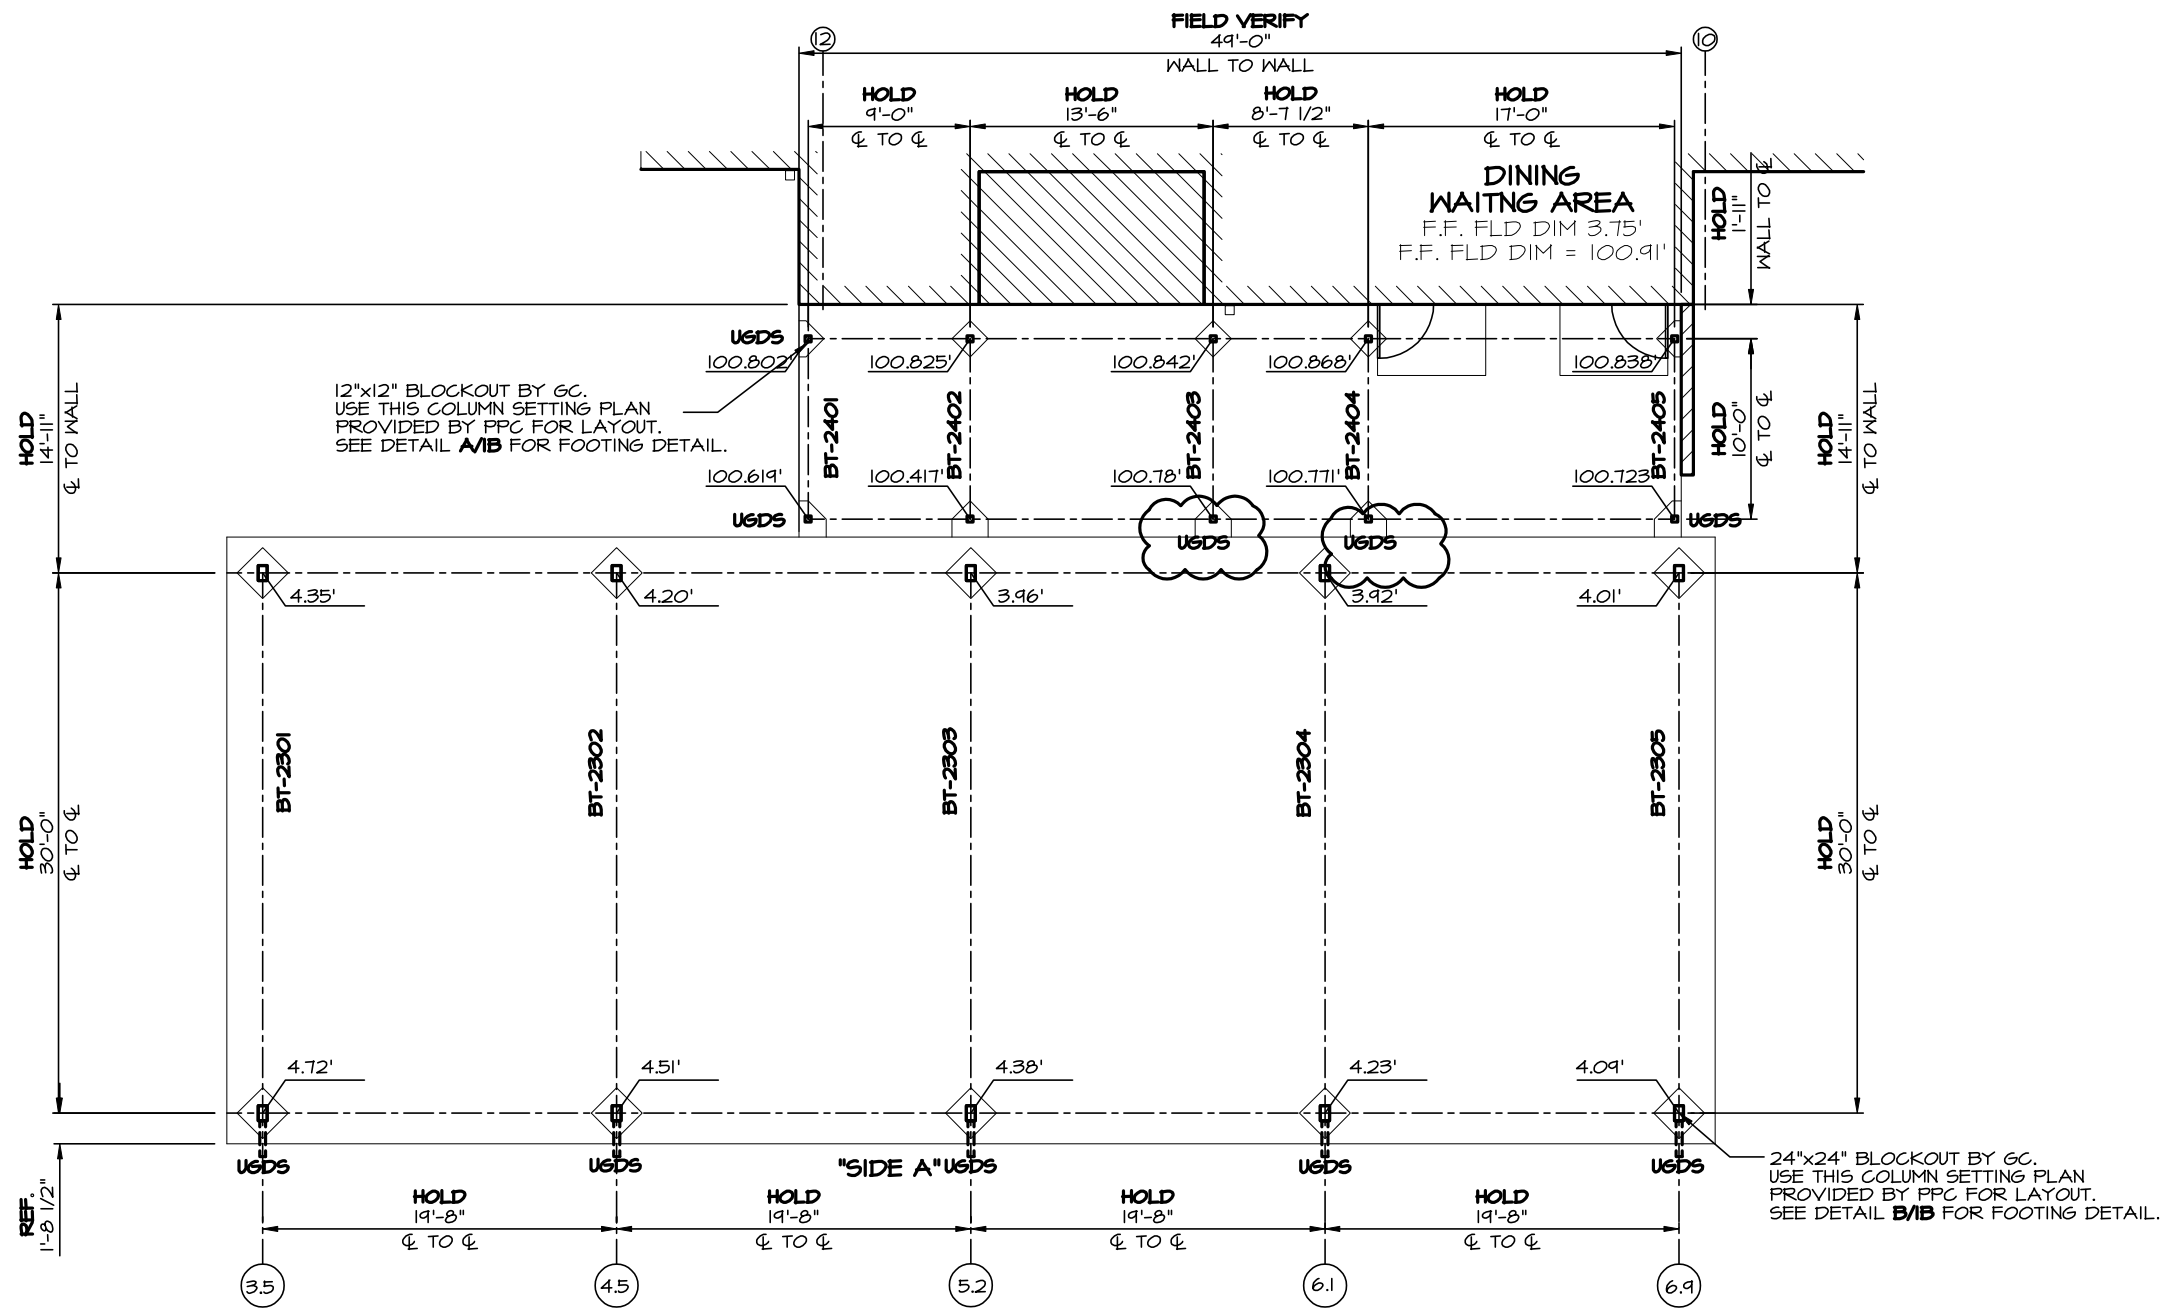 FIELD VERIFY
12
49'-0"
10
WALL TO WALL
HOLD
9'-0"
℄ TO ℄
HOLD
13'-6"
℄ TO ℄
HOLD
8'-7 1/2"
℄ TO ℄
HOLD
17'-0"
℄ TO ℄
DINING
WAITNG AREA
F.F. FLD DIM 3.75'
F.F. FLD DIM = 100.91'
HOLD
1'-11"
WALL TO ℄
UGDS
100.802'
100.825'
100.842'
100.868'
100.838'
12"x12" BLOCKOUT BY GC.
USE THIS COLUMN SETTING PLAN
PROVIDED BY PPC FOR LAYOUT.
SEE DETAIL A/1B FOR FOOTING DETAIL.
HOLD
14'-11"
℄ TO WALL
BT-2401
BT-2402
BT-2403
BT-2404
BT-2405
HOLD
10'-0"
℄ TO ℄
HOLD
14'-11"
℄ TO WALL
100.619'
100.417'
100.78'
100.771'
100.723'
UGDS
UGDS
UGDS
UGDS
4.35'
4.20'
3.96'
3.92'
4.01'
BT-2301
BT-2302
BT-2303
BT-2304
BT-2305
HOLD
30'-0"
℄ TO ℄
HOLD
30'-0"
℄ TO ℄
4.72'
4.51'
4.38'
4.23'
4.09'
UGDS
UGDS
"SIDE A"
UGDS
UGDS
UGDS
24"x24" BLOCKOUT BY GC.
USE THIS COLUMN SETTING PLAN
PROVIDED BY PPC FOR LAYOUT.
SEE DETAIL B/1B FOR FOOTING DETAIL.
REF.
1'-8 1/2"
HOLD
19'-8"
℄ TO ℄
HOLD
19'-8"
℄ TO ℄
HOLD
19'-8"
℄ TO ℄
HOLD
19'-8"
℄ TO ℄
3.5
4.5
5.2
6.1
6.9